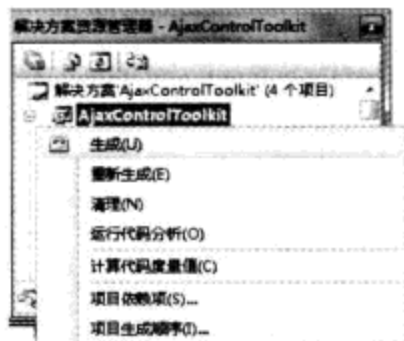 解决方案资源管理器 - AjaxControlToolkit
解决方案'AjaxControlToolkit' (4 个项目)
AjaxControlToolkit
生成(U)
重新生成(E)
清理(N)
运行代码分析(O)
计算代码度量值(C)
项目依赖项(S)...
项目生成顺序(I)...